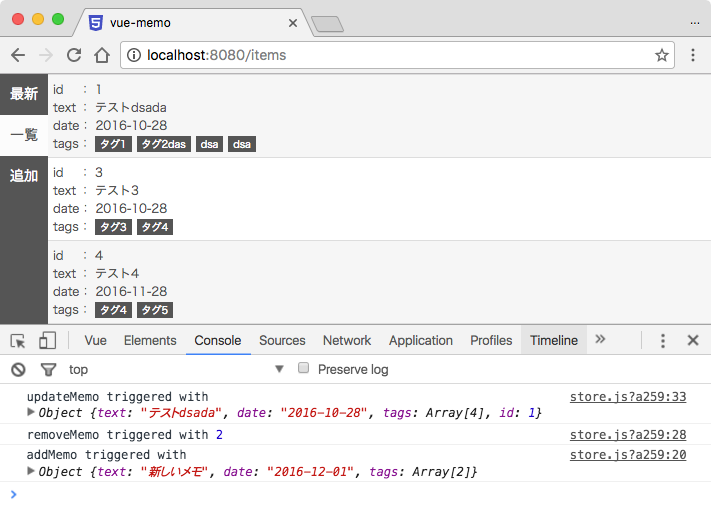 vue-memo
...
localhost:8080/items
最新
一覧
追加
id : 1
text : テストdsada
date : 2016-10-28
tags : タグ1 タグ2das dsa dsa
id : 3
text : テスト3
date : 2016-10-28
tags : タグ3 タグ4
id : 4
text : テスト4
date : 2016-11-28
tags : タグ4 タグ5
Vue Elements Console Sources Network Application Profiles Timeline »
top Preserve log
updateMemo triggered with store.js?a259:33
Object {text: "テストdsada", date: "2016-10-28", tags: Array[4], id: 1}
removeMemo triggered with 2 store.js?a259:28
addMemo triggered with store.js?a259:20
Object {text: "新しいメモ", date: "2016-12-01", tags: Array[2]}